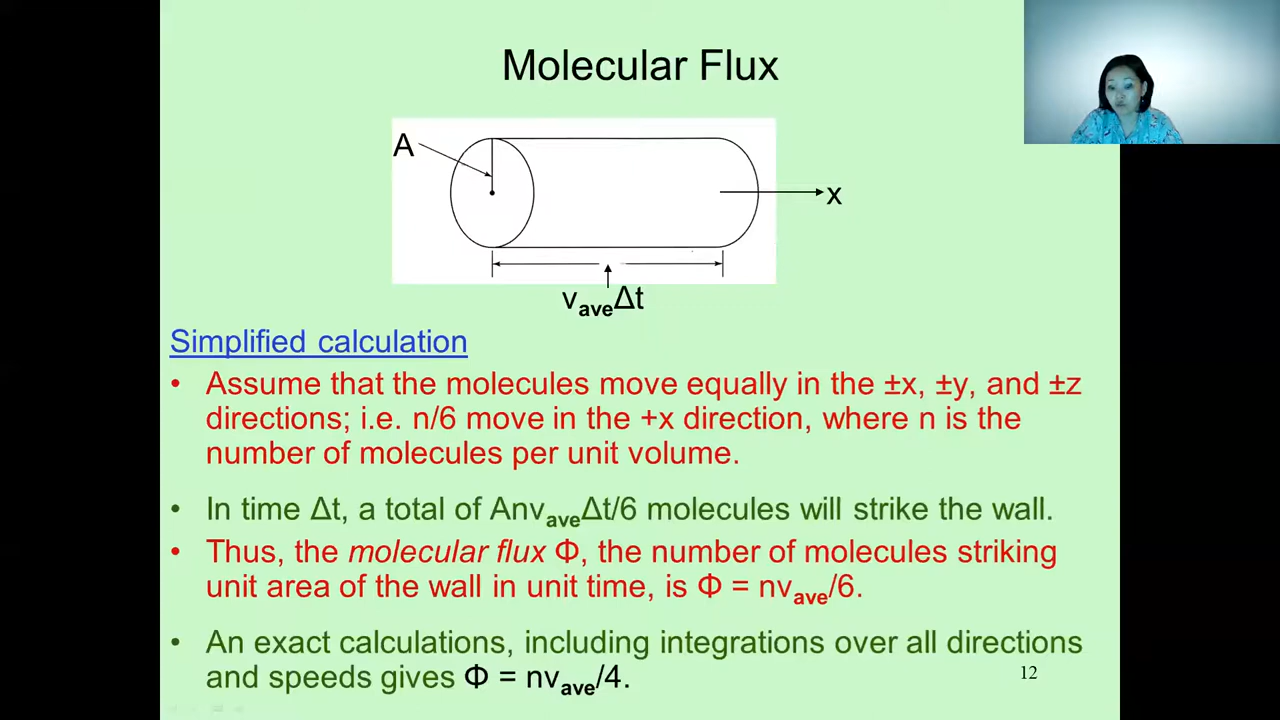 Molecular Flux
A
x
vaveΔt
Simplified calculation
• Assume that the molecules move equally in the ±x, ±y, and ±z
directions; i.e. n/6 move in the +x direction, where n is the
number of molecules per unit volume.
• In time Δt, a total of AnvaveΔt/6 molecules will strike the wall.
• Thus, the molecular flux Φ, the number of molecules striking
unit area of the wall in unit time, is Φ = nvave/6.
• An exact calculations, including integrations over all directions
and speeds gives Φ = nvave/4.
12